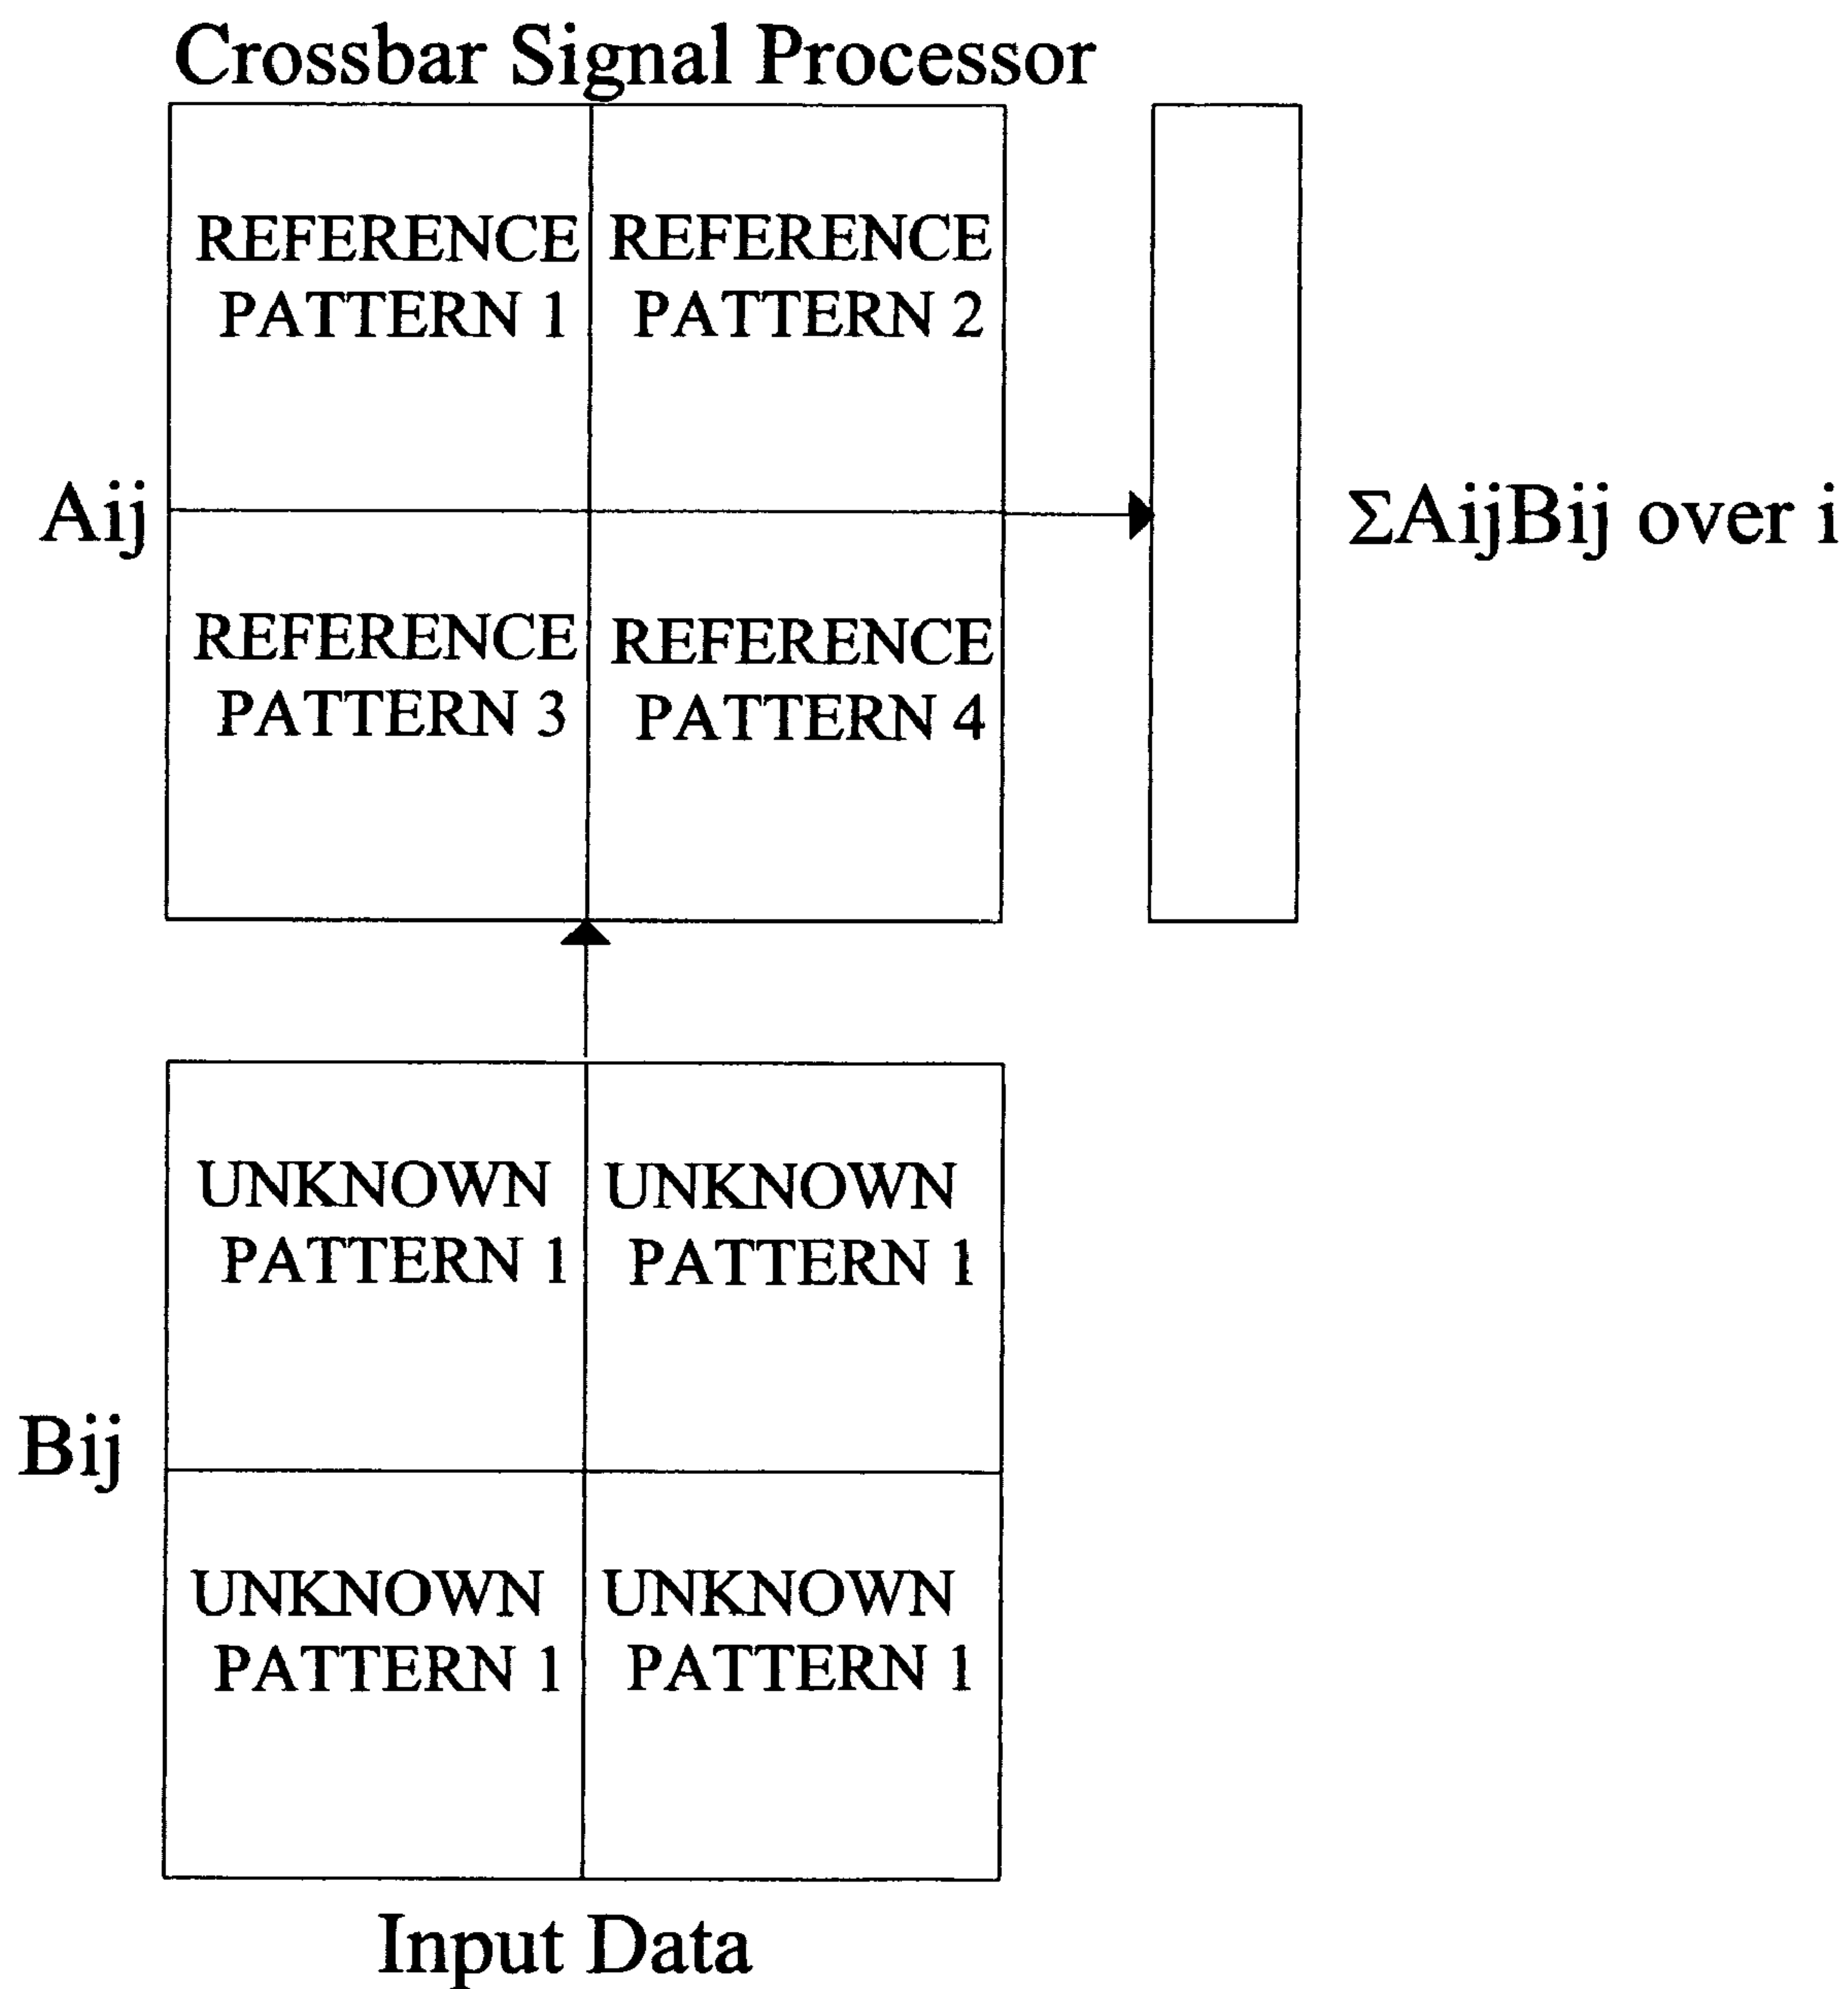 Crossbar Signal Processor
REFERENCE
PATTERN 1
REFERENCE
PATTERN 2
Aij
ΣAijBij over i
REFERENCE
PATTERN 3
REFERENCE
PATTERN 4
UNKNOWN
PATTERN 1
UNKNOWN
PATTERN 1
Bij
UNKNOWN
PATTERN 1
UNKNOWN
PATTERN 1
Input Data